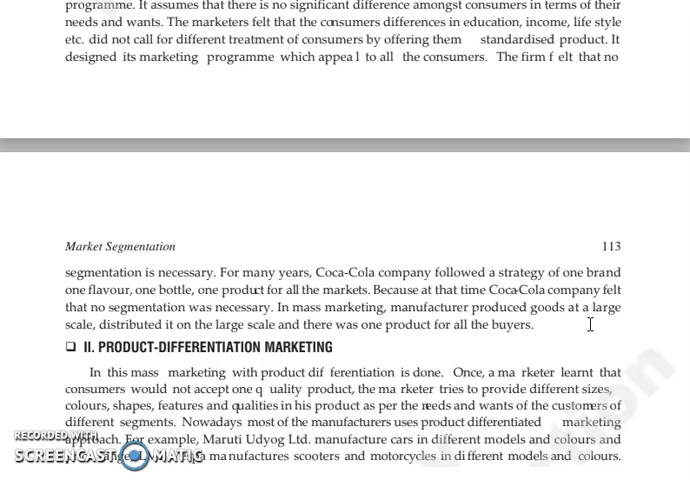 programme. It assumes that there is no significant difference amongst consumers in terms of their
needs and wants. The marketers felt that the consumers differences in education, income, life style
etc. did not call for different treatment of consumers by offering them standardised product. It
designed its marketing programme which appea l to all the consumers. The firm f elt that no
Market Segmentation 113
segmentation is necessary. For many years, Coca-Cola company followed a strategy of one brand
one flavour, one bottle, one product for all the markets. Because at that time Coca-Cola company felt
that no segmentation was necessary. In mass marketing, manufacturer produced goods at a large
scale, distributed it on the large scale and there was one product for all the buyers.
❑ II. PRODUCT-DIFFERENTIATION MARKETING
In this mass marketing with product dif ferentiation is done. Once, a ma rketer learnt that
consumers would not accept one q uality product, the ma rketer tries to provide different sizes,
colours, shapes, features and qualities in his product as per the needs and wants of the customers of
different segments. Nowadays most of the manufacturers uses product differentiated marketing
approach. For example, Maruti Udyog Ltd. manufacture cars in different models and colours and
manufactures scooters and motorcycles in di fferent models and colours.
RECORDED WITH
SCREENCAST MATIC